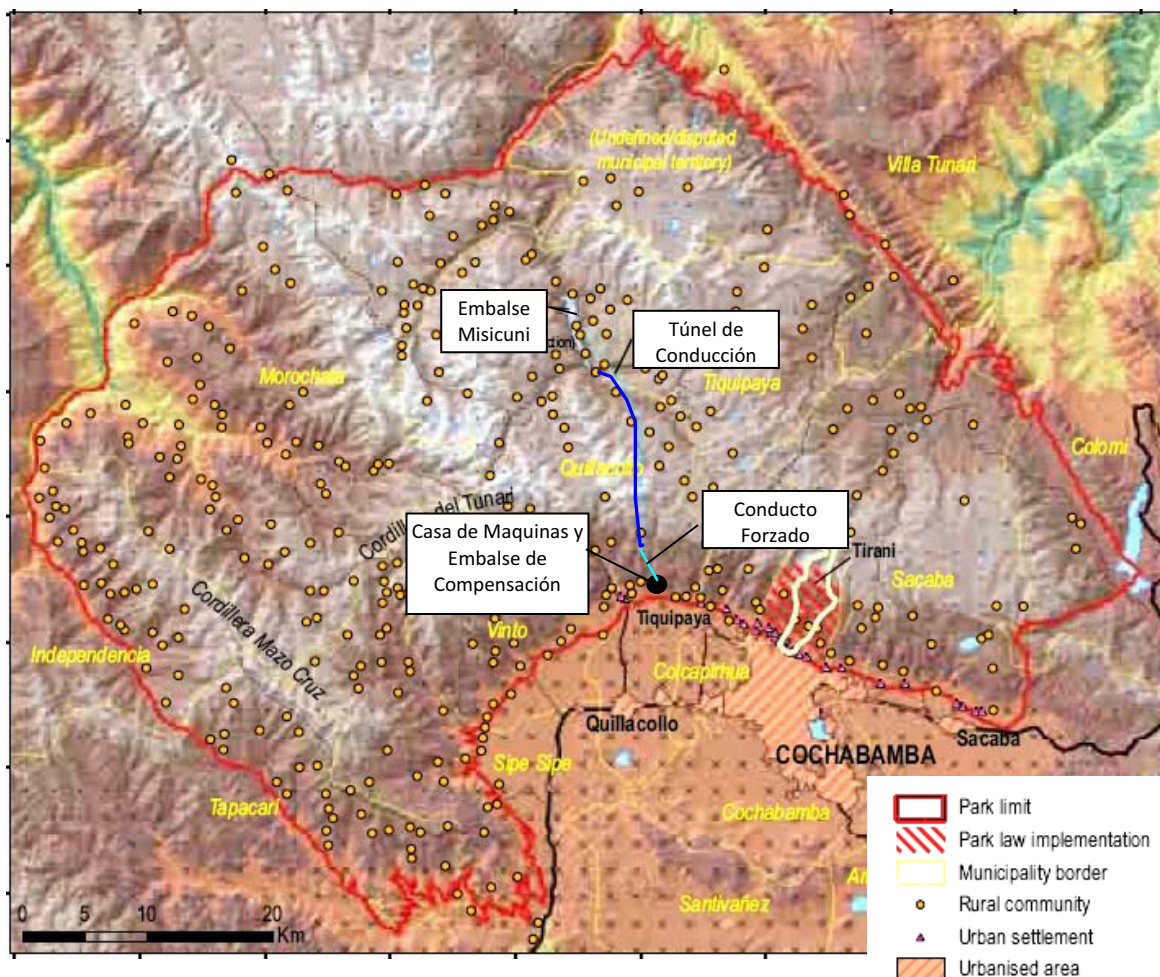 (Undefined/disputed
municipal territory)
Villa Tunari
Embalse
Misicuni
Túnel de
Conducción
Morochata
Tiquipaya
Colomi
Quillacollo
Cordillera del Tunari
Casa de Maquinas y
Embalse de
Compensación
Conducto
Forzado
Tirani
Sacaba
Cordillera Mazo Cruz
Independencia
Vinto
Tiquipaya
Colcapirhua
Quillacollo
Sacaba
COCHABAMBA
Sipe Sipe
Tapacarí
Cochabamba
Santivañez
0 5 10 20
Km
Park limit
Park law implementation
Municipality border
Rural community
Urban settlement
Urbanised area